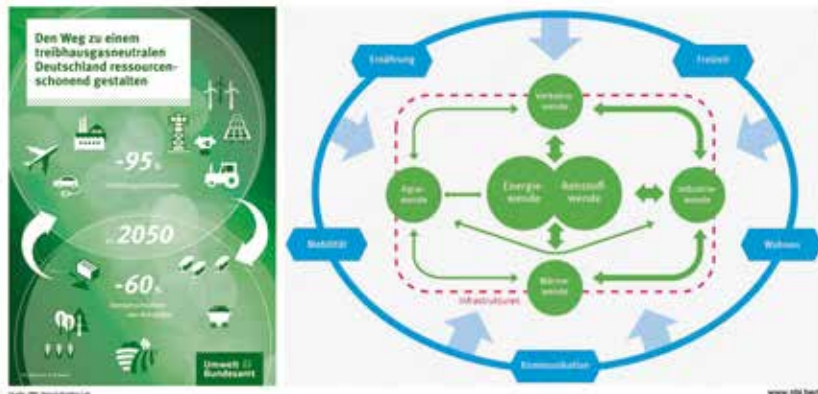 Den Weg zu einem
treibhausgasneutralen
Deutschland ressourcen-
schonend gestalten
-95%
2050
-60%
Umwelt
Bundesamt
Ernährung
Freizeit
Verkehrs-
wende
Agrar-
wende
Energie-
wende
Rohstoff-
wende
Industrie-
wende
Mobilität
Wohnen
Wärme-
wende
Infrastrukturen
Kommunikation